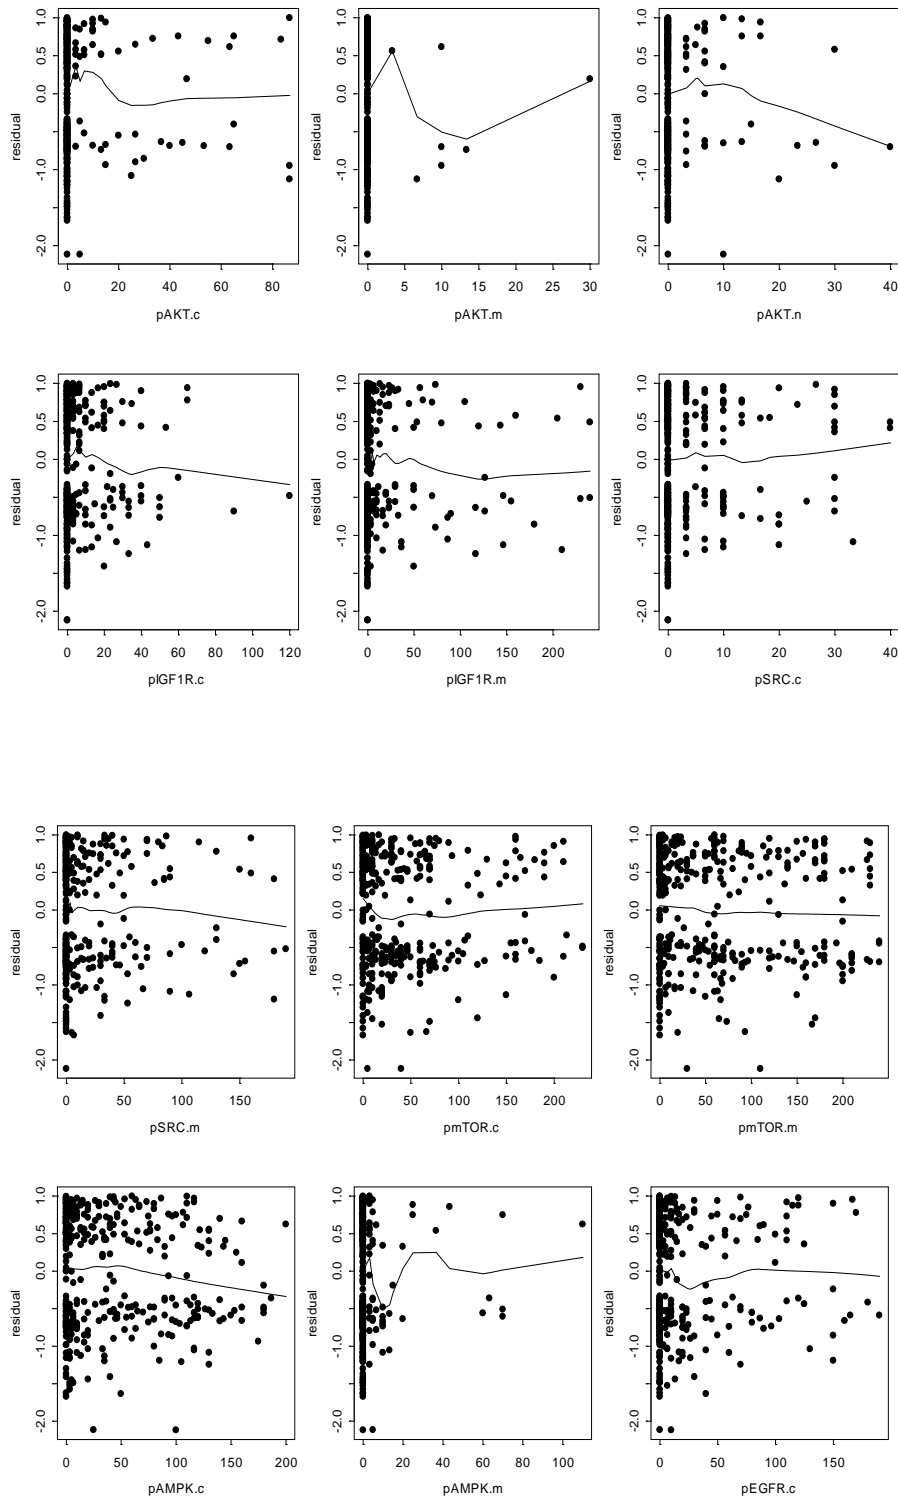 1.0 0.5 0.0 -1.0 -2.0 residual 0 20 40 60 80 pAKT.c
1.0 0.5 0.0 -1.0 -2.0 residual 0 5 10 15 20 25 30 pAKT.m
1.0 0.5 0.0 -1.0 -2.0 residual 0 10 20 30 40 pAKT.n
1.0 0.5 0.0 -1.0 -2.0 residual 0 20 40 60 80 100 120 pIGF1R.c
1.0 0.5 0.0 -1.0 -2.0 residual 0 50 100 150 200 pIGF1R.m
1.0 0.5 0.0 -1.0 -2.0 residual 0 10 20 30 40 pSRC.c
1.0 0.5 0.0 -1.0 -2.0 residual 0 50 100 150 pSRC.m
1.0 0.5 0.0 -1.0 -2.0 residual 0 50 100 150 200 pmTOR.c
1.0 0.5 0.0 -1.0 -2.0 residual 0 50 100 150 200 pmTOR.m
1.0 0.5 0.0 -1.0 -2.0 residual 0 50 100 150 200 pAMPK.c
1.0 0.5 0.0 -1.0 -2.0 residual 0 20 40 60 80 100 pAMPK.m
1.0 0.5 0.0 -1.0 -2.0 residual 0 50 100 150 pEGFR.c